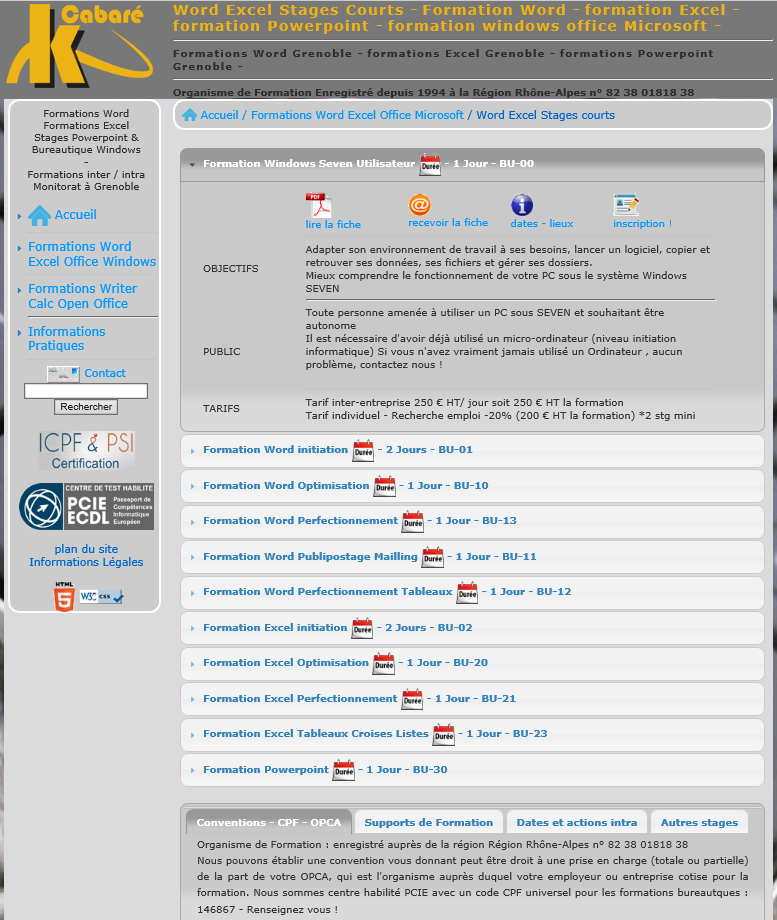 Cabaré
K
Word Excel Stages Courts - Formation Word - formation Excel -
formation Powerpoint - formation windows office Microsoft -
Formations Word Grenoble - formations Excel Grenoble - formations Powerpoint
Grenoble -
Organisme de Formation Enregistré depuis 1994 à la Région Rhône-Alpes n° 82 38 01818 38
Formations Word
Formations Excel
Stages Powerpoint &
Bureautique Windows
-
Formations inter / intra
Monitorat à Grenoble
Accueil
Formations Word
Excel Office Windows
Formations Writer
Calc Open Office
Informations
Pratiques
Contact
Rechercher
ICPF & PSI
Certification
CENTRE DE TEST HABILITÉ
PCIE
ECDL
Passeport de
Compétences
Informatique
Européen
plan du site
Informations Légales
HTML
5
W3C css
Accueil / Formations Word Excel Office Microsoft / Word Excel Stages courts
Formation Windows Seven Utilisateur Durée - 1 Jour - BU-00
PDF
lire la fiche
@
recevoir la fiche
i
dates - lieux
inscription !
OBJECTIFS
Adapter son environnement de travail à ses besoins, lancer un logiciel, copier et
retrouver ses données, ses fichiers et gérer ses dossiers.
Mieux comprendre le fonctionnement de votre PC sous le système Windows
SEVEN
PUBLIC
Toute personne amenée à utiliser un PC sous SEVEN et souhaitant être
autonome
Il est nécessaire d'avoir déjà utilisé un micro-ordinateur (niveau initiation
informatique) Si vous n'avez vraiment jamais utilisé un Ordinateur , aucun
problème, contactez nous !
TARIFS
Tarif inter-entreprise 250 € HT/ jour soit 250 € HT la formation
Tarif individuel - Recherche emploi -20% (200 € HT la formation) *2 stg mini
Formation Word initiation Durée - 2 Jours - BU-01
Formation Word Optimisation Durée - 1 Jour - BU-10
Formation Word Perfectionnement Durée - 1 Jour - BU-13
Formation Word Publipostage Mailling Durée - 1 Jour - BU-11
Formation Word Perfectionnement Tableaux Durée - 1 Jour - BU-12
Formation Excel initiation Durée - 2 Jours - BU-02
Formation Excel Optimisation Durée - 1 Jour - BU-20
Formation Excel Perfectionnement Durée - 1 Jour - BU-21
Formation Excel Tableaux Croises Listes Durée - 1 Jour - BU-23
Formation Powerpoint Durée - 1 Jour - BU-30
Conventions - CPF - OPCA
Supports de Formation
Dates et actions intra
Autres stages
Organisme de Formation : enregistré auprès de la région Région Rhône-Alpes n° 82 38 01818 38
Nous pouvons établir une convention vous donnant peut être droit à une prise en charge (totale ou partielle)
de la part de votre OPCA, qui est l'organisme auprès duquel votre employeur ou entreprise cotise pour la
formation. Nous sommes centre habilité PCIE avec un code CPF universel pour les formations bureautques :
146867 - Renseignez vous !